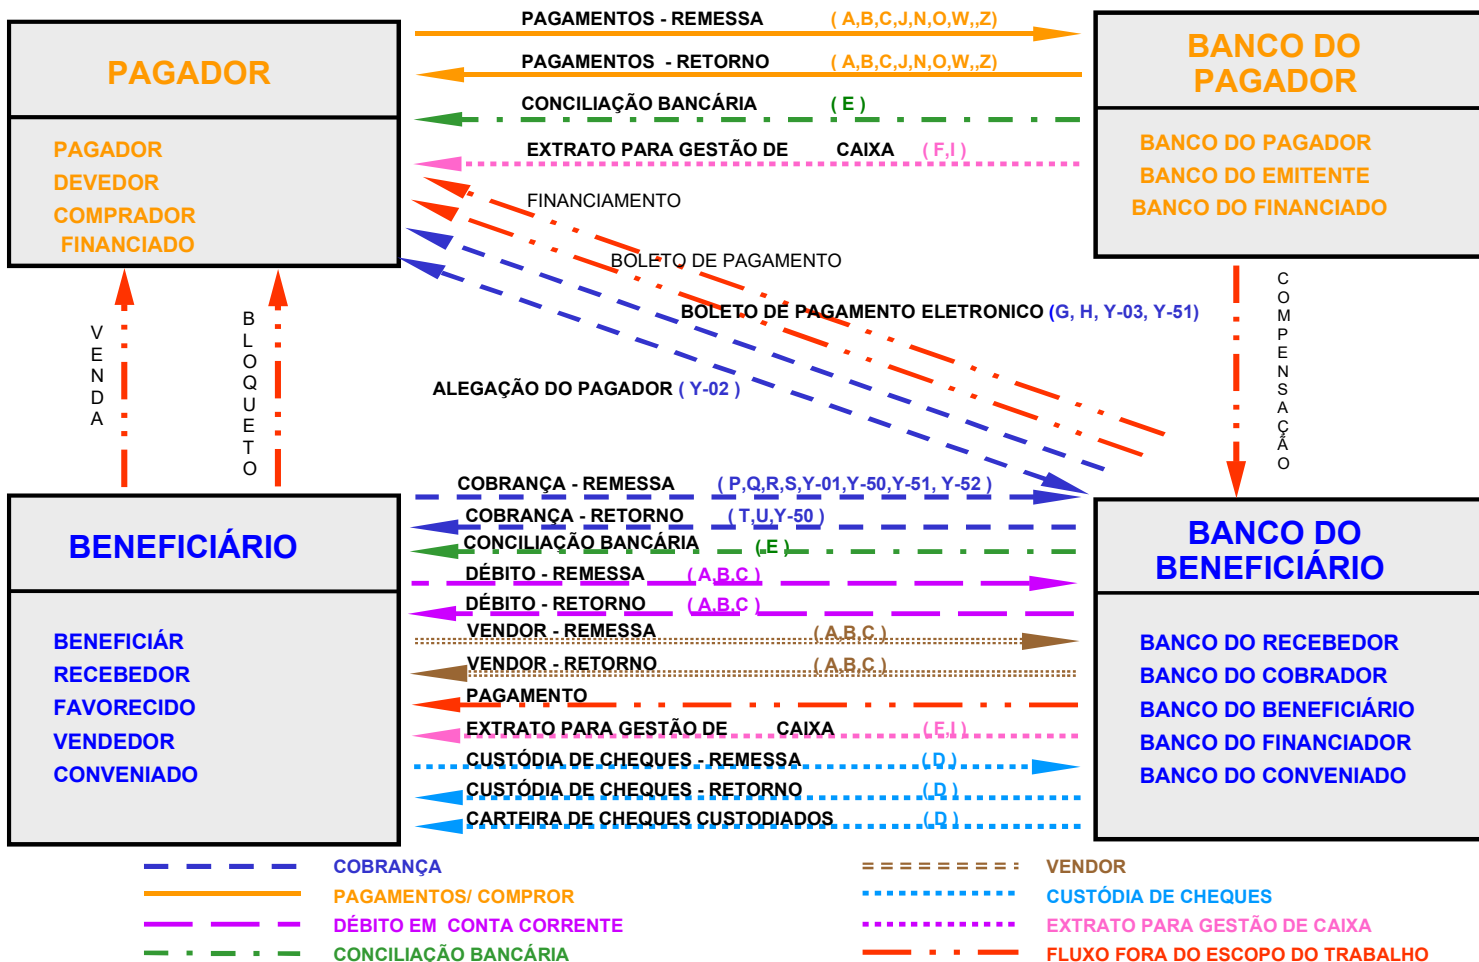 PAGAMENTOS - REMESSA ( A,B,C,J,N,O,W,,Z)
PAGAMENTOS - RETORNO ( A,B,C,J,N,O,W,,Z)
CONCILIAÇÃO BANCÁRIA ( E )
EXTRATO PARA GESTÃO DE CAIXA ( F,I )
PAGADOR
PAGADOR
DEVEDOR
COMPRADOR
FINANCIADO
BANCO DO
PAGADOR
BANCO DO PAGADOR
BANCO DO EMITENTE
BANCO DO FINANCIADO
FINANCIAMENTO
BOLETO DE PAGAMENTO
BOLETO DE PAGAMENTO ELETRONICO (G, H, Y-03, Y-51)
ALEGAÇÃO DO PAGADOR ( Y-02 )
VENDA
BLOQUETO
COMPENSAÇÃO
COBRANÇA - REMESSA ( P,Q,R,S,Y-01,Y-50,Y-51, Y-52 )
COBRANÇA - RETORNO ( T,U,Y-50 )
CONCILIAÇÃO BANCÁRIA ( E )
DÉBITO - REMESSA ( A,B,C )
DÉBITO - RETORNO ( A,B,C )
VENDOR - REMESSA ( A,B,C )
VENDOR - RETORNO ( A,B,C )
PAGAMENTO
EXTRATO PARA GESTÃO DE CAIXA ( F,I )
CUSTÓDIA DE CHEQUES - REMESSA ( D )
CUSTÓDIA DE CHEQUES - RETORNO ( D )
CARTEIRA DE CHEQUES CUSTODIADOS ( D )
BENEFICIÁRIO
BENEFICIÁR
RECEBEDOR
FAVORECIDO
VENDEDOR
CONVENIADO
BANCO DO
BENEFICIÁRIO
BANCO DO RECEBEDOR
BANCO DO COBRADOR
BANCO DO BENEFICIÁRIO
BANCO DO FINANCIADOR
BANCO DO CONVENIADO
COBRANÇA
PAGAMENTOS/ COMPROR
DÉBITO EM CONTA CORRENTE
CONCILIAÇÃO BANCÁRIA
VENDOR
CUSTÓDIA DE CHEQUES
EXTRATO PARA GESTÃO DE CAIXA
FLUXO FORA DO ESCOPO DO TRABALHO